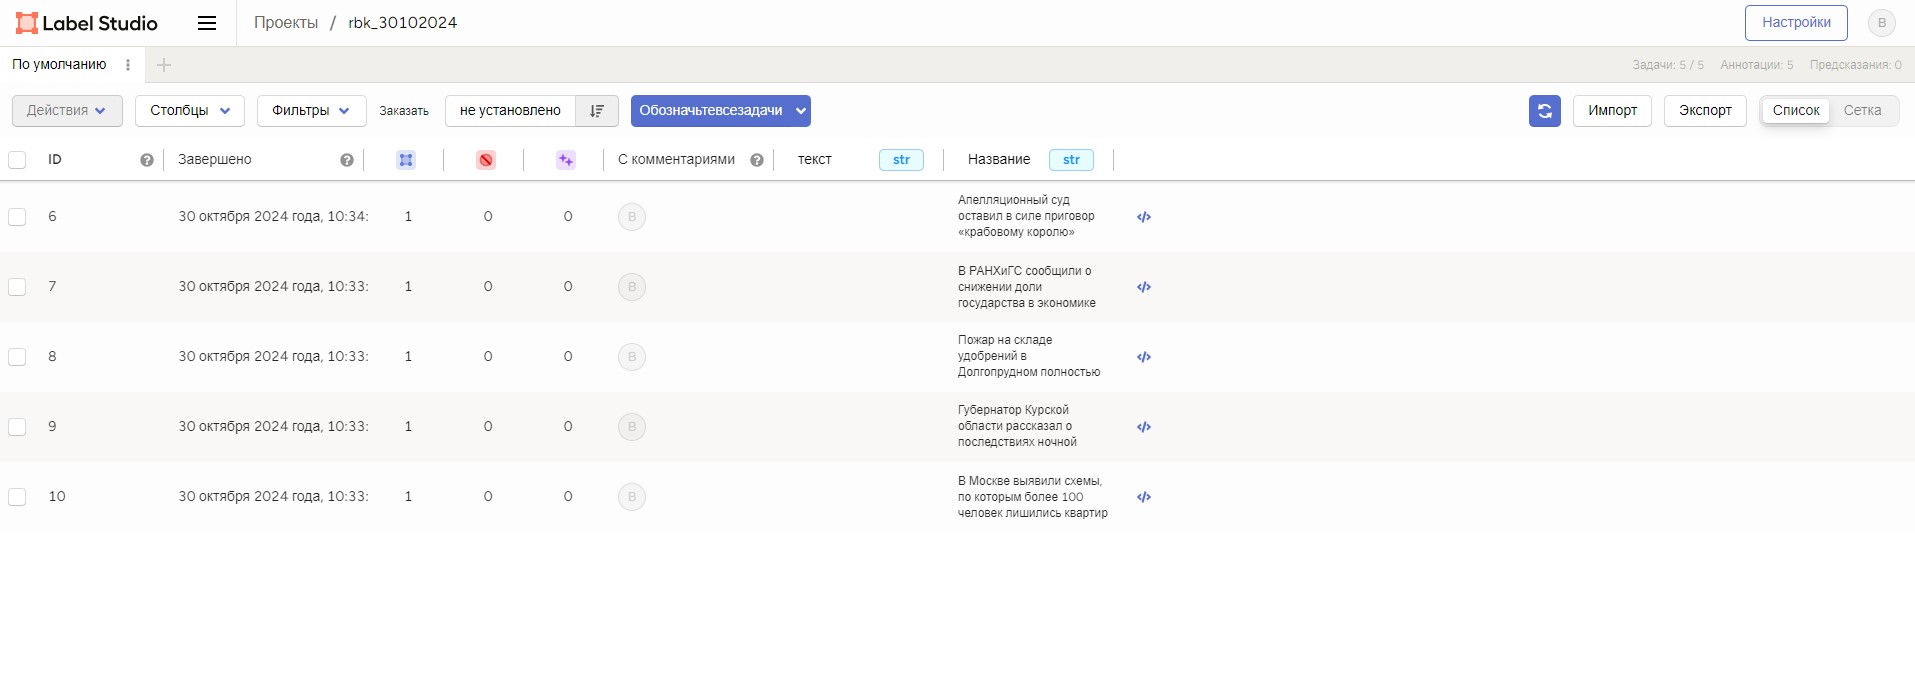 Label Studio Проекты / rbk_30102024 Настройки B
По умолчанию Задачи: 5 / 5 Аннотации: 5 Предсказания: 0
Действия Столбцы Фильтры Заказать не установлено Обозначьтевсезадачи Импорт Экспорт Список Сетка
ID Завершено С комментариями текст str Название str
6 30 октября 2024 года, 10:34: 1 0 0 B
Апелляционный суд
оставил в силе приговор
«крабовому королю»
7 30 октября 2024 года, 10:33: 1 0 0 B
В РАНХиГС сообщили о
снижении доли
государства в экономике
8 30 октября 2024 года, 10:33: 1 0 0 B
Пожар на складе
удобрений в
Долгопрудном полностью
9 30 октября 2024 года, 10:33: 1 0 0 B
Губернатор Курской
области рассказал о
последствиях ночной
10 30 октября 2024 года, 10:33: 1 0 0 B
В Москве выявили схемы,
по которым более 100
человек лишились квартир